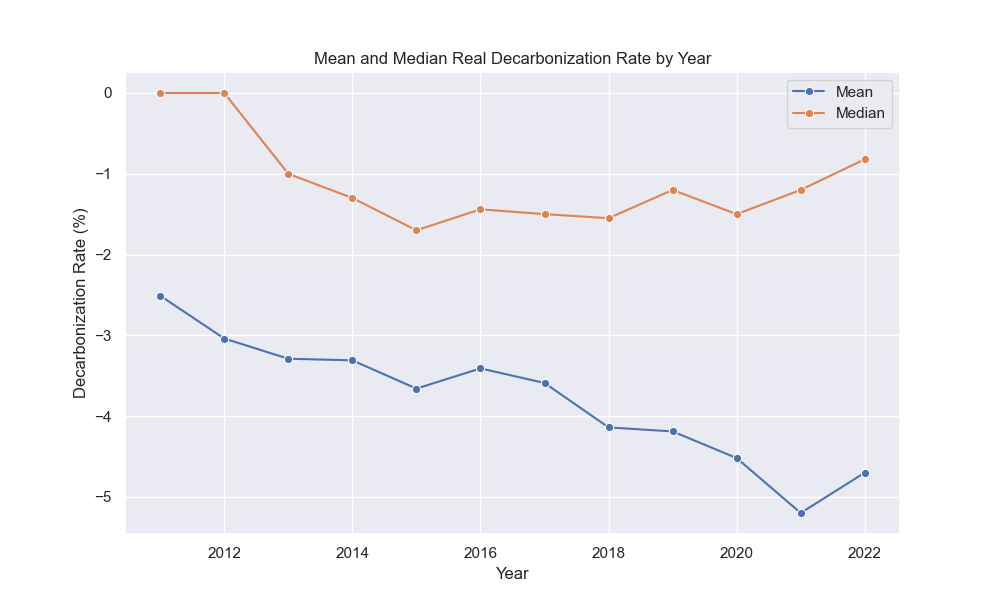 Mean and Median Real Decarbonization Rate by Year
Mean
Median
Decarbonization Rate (%)
0
−1
−2
−3
−4
−5
2012 2014 2016 2018 2020 2022
Year